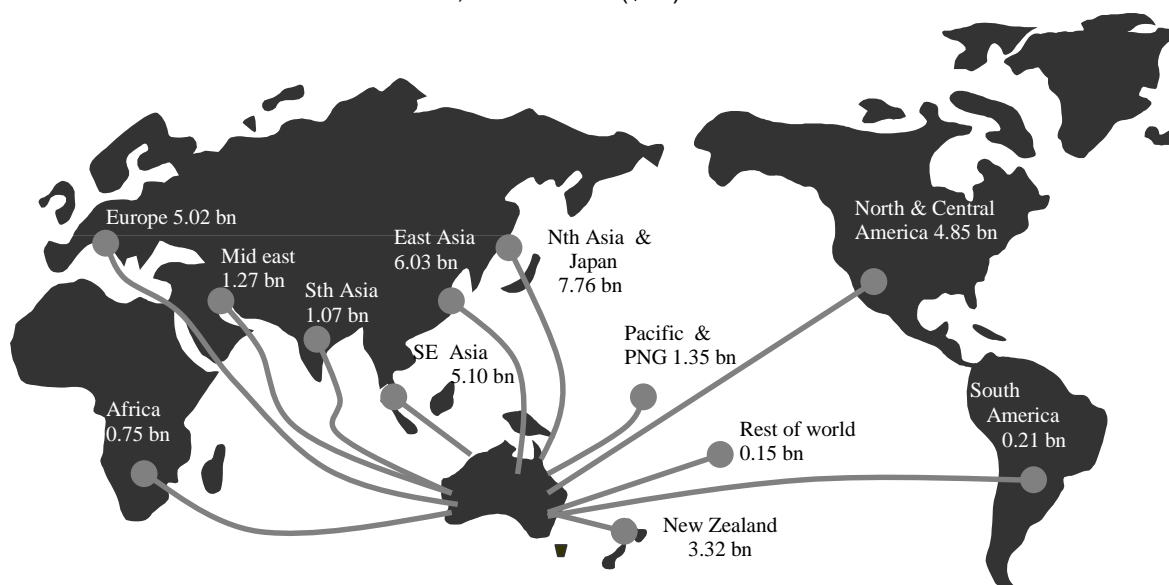 Europe 5.02 bn
Mid east
1.27 bn
Sth Asia
1.07 bn
East Asia
6.03 bn
Nth Asia &
Japan
7.76 bn
North & Central
America 4.85 bn
SE Asia
5.10 bn
Pacific &
PNG 1.35 bn
Africa
0.75 bn
South
America
0.21 bn
Rest of world
0.15 bn
New Zealand
3.32 bn